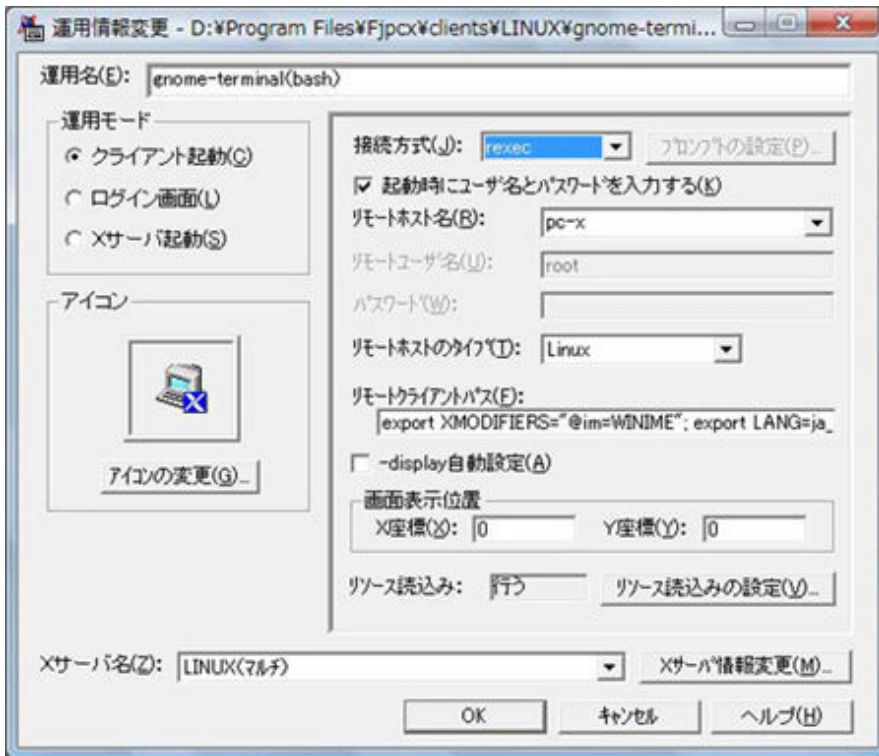 運用情報変更 - D:¥Program Files¥Fjpcx¥clients¥LINUX¥gnome-termi...
運用名(E): gnome-terminal(bash)
運用モード
クライアント起動(C)
ログイン画面(L)
Xサーバ起動(S)
アイコン
アイコンの変更(G)...
接続方式(J): rexec プロンプトの設定(P)...
起動時にユーザ名とパスワードを入力する(K)
リモートホスト名(R): pc-x
リモートユーザ名(U): root
パスワード(W):
リモートホストのタイプ(T): Linux
リモートクライアントパス(F):
export XMODIFIERS="@im=WINIME"; export LANG=ja_
-display自動設定(A)
画面表示位置
X座標(X): 0 Y座標(Y): 0
リソース読込み: 行う リソース読込みの設定(V)...
Xサーバ名(Z): LINUX(マルチ) Xサーバ情報変更(M)...
OK キャンセル ヘルプ(H)